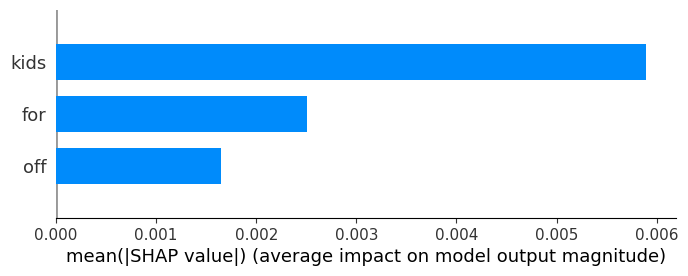 kids
for
off
0.000 0.001 0.002 0.003 0.004 0.005 0.006
mean(|SHAP value|) (average impact on model output magnitude)